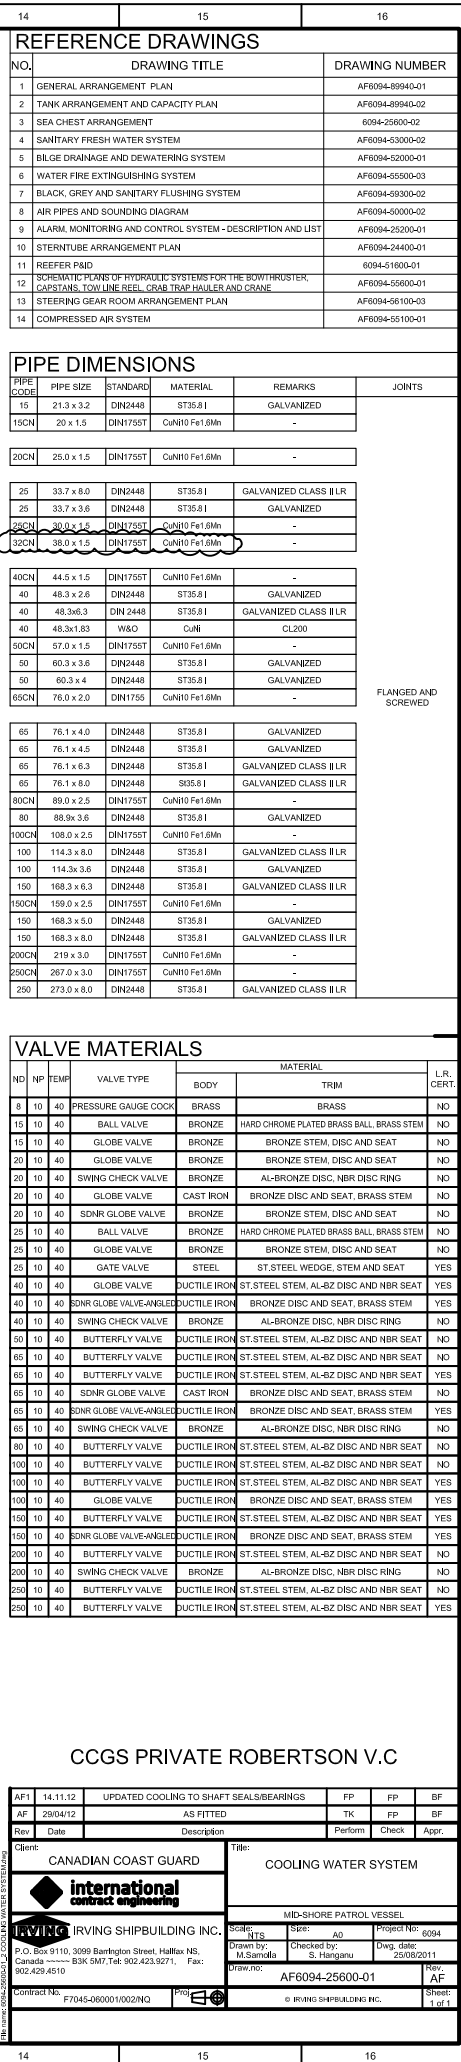 14 15 16
REFERENCE DRAWINGS
NO. DRAWING TITLE DRAWING NUMBER
1 GENERAL ARRANGEMENT PLAN AF6094-89940-01
2 TANK ARRANGEMENT AND CAPACITY PLAN AF6094-89940-02
3 SEA CHEST ARRANGEMENT 6094-25600-02
4 SANITARY FRESH WATER SYSTEM AF6094-53000-02
5 BILGE DRAINAGE AND DEWATERING SYSTEM AF6094-52000-01
6 WATER FIRE EXTINGUISHING SYSTEM AF6094-55500-03
7 BLACK, GREY AND SANITARY FLUSHING SYSTEM AF6094-59300-02
8 AIR PIPES AND SOUNDING DIAGRAM AF6094-50000-02
9 ALARM, MONITORING AND CONTROL SYSTEM - DESCRIPTION AND LIST AF6094-25200-01
10 STERNTUBE ARRANGEMENT PLAN AF6094-24400-01
11 REEFER P&ID 6094-51600-01
12 SCHEMATIC PLANS OF HYDRAULIC SYSTEMS FOR THE BOWTHRUSTER, CAPSTANS, TOW LINE REEL, CRAB TRAP HAULER AND CRANE AF6094-55600-01
13 STEERING GEAR ROOM ARRANGEMENT PLAN AF6094-56100-03
14 COMPRESSED AIR SYSTEM AF6094-55100-01
PIPE DIMENSIONS
PIPE CODE PIPE SIZE STANDARD MATERIAL REMARKS JOINTS
15 21.3 x 3.2 DIN2448 ST35.8 I GALVANIZED
15CN 20 x 1.5 DIN1755T CuNi10 Fe1.6Mn -
20CN 25.0 x 1.5 DIN1755T CuNi10 Fe1.6Mn -
25 33.7 x 8.0 DIN2448 ST35.8 I GALVANIZED CLASS II LR
25 33.7 x 3.6 DIN2448 ST35.8 I GALVANIZED
25CN 30.0 x 1.5 DIN1755T CuNi10 Fe1.6Mn -
32CN 38.0 x 1.5 DIN1755T CuNi10 Fe1.6Mn -
40CN 44.5 x 1.5 DIN1755T CuNi10 Fe1.6Mn -
40 48.3 x 2.6 DIN2448 ST35.8 I GALVANIZED
40 48.3x6.3 DIN 2448 ST35.8 I GALVANIZED CLASS II LR
40 48.3x1.83 W&O CuNi CL200
50CN 57.0 x 1.5 DIN1755T CuNi10 Fe1.6Mn -
50 60.3 x 3.6 DIN2448 ST35.8 I GALVANIZED
50 60.3 x 4 DIN2448 ST35.8 I GALVANIZED
65CN 76.0 x 2.0 DIN1755 CuNi10 Fe1.6Mn -
FLANGED AND SCREWED
65 76.1 x 4.0 DIN2448 ST35.8 I GALVANIZED
65 76.1 x 4.5 DIN2448 ST35.8 I GALVANIZED
65 76.1 x 6.3 DIN2448 ST35.8 I GALVANIZED CLASS II LR
65 76.1 x 8.0 DIN2448 St35.8 I GALVANIZED CLASS II LR
80CN 89.0 x 2.5 DIN1755T CuNi10 Fe1.6Mn -
80 88.9x 3.6 DIN2448 ST35.8 I GALVANIZED
100CN 108.0 x 2.5 DIN1755T CuNi10 Fe1.6Mn -
100 114.3 x 8.0 DIN2448 ST35.8 I GALVANIZED CLASS II LR
100 114.3x 3.6 DIN2448 ST35.8 I GALVANIZED
150 168.3 x 6.3 DIN2448 ST35.8 I GALVANIZED CLASS II LR
150CN 159.0 x 2.5 DIN1755T CuNi10 Fe1.6Mn -
150 168.3 x 5.0 DIN2448 ST35.8 I GALVANIZED
150 168.3 x 8.0 DIN2448 ST35.8 I GALVANIZED CLASS II LR
200CN 219 x 3.0 DIN1755T CuNi10 Fe1.6Mn -
250CN 267.0 x 3.0 DIN1755T CuNi10 Fe1.6Mn -
250 273.0 x 8.0 DIN2448 ST35.8 I GALVANIZED CLASS II LR
VALVE MATERIALS
ND NP TEMP VALVE TYPE MATERIAL L.R. CERT.
BODY TRIM
8 10 40 PRESSURE GAUGE COCK BRASS BRASS NO
15 10 40 BALL VALVE BRONZE HARD CHROME PLATED BRASS BALL, BRASS STEM NO
15 10 40 GLOBE VALVE BRONZE BRONZE STEM, DISC AND SEAT NO
20 10 40 GLOBE VALVE BRONZE BRONZE STEM, DISC AND SEAT NO
20 10 40 SWING CHECK VALVE BRONZE AL-BRONZE DISC, NBR DISC RING NO
20 10 40 GLOBE VALVE CAST IRON BRONZE DISC AND SEAT, BRASS STEM NO
20 10 40 SDNR GLOBE VALVE BRONZE BRONZE STEM, DISC AND SEAT NO
25 10 40 BALL VALVE BRONZE HARD CHROME PLATED BRASS BALL, BRASS STEM NO
25 10 40 GLOBE VALVE BRONZE BRONZE STEM, DISC AND SEAT NO
25 10 40 GATE VALVE STEEL ST.STEEL WEDGE, STEM AND SEAT YES
40 10 40 GLOBE VALVE DUCTILE IRON ST.STEEL STEM, AL-BZ DISC AND NBR SEAT YES
40 10 40 SDNR GLOBE VALVE-ANGLED DUCTILE IRON BRONZE DISC AND SEAT, BRASS STEM YES
40 10 40 SWING CHECK VALVE BRONZE AL-BRONZE DISC, NBR DISC RING NO
50 10 40 BUTTERFLY VALVE DUCTILE IRON ST.STEEL STEM, AL-BZ DISC AND NBR SEAT NO
65 10 40 BUTTERFLY VALVE DUCTILE IRON ST.STEEL STEM, AL-BZ DISC AND NBR SEAT NO
65 10 40 BUTTERFLY VALVE DUCTILE IRON ST.STEEL STEM, AL-BZ DISC AND NBR SEAT YES
65 10 40 SDNR GLOBE VALVE CAST IRON BRONZE DISC AND SEAT, BRASS STEM NO
65 10 40 SDNR GLOBE VALVE-ANGLED DUCTILE IRON BRONZE DISC AND SEAT, BRASS STEM YES
65 10 40 SWING CHECK VALVE BRONZE AL-BRONZE DISC, NBR DISC RING NO
80 10 40 BUTTERFLY VALVE DUCTILE IRON ST.STEEL STEM, AL-BZ DISC AND NBR SEAT NO
100 10 40 BUTTERFLY VALVE DUCTILE IRON ST.STEEL STEM, AL-BZ DISC AND NBR SEAT NO
100 10 40 BUTTERFLY VALVE DUCTILE IRON ST.STEEL STEM, AL-BZ DISC AND NBR SEAT YES
100 10 40 GLOBE VALVE DUCTILE IRON BRONZE DISC AND SEAT, BRASS STEM YES
150 10 40 BUTTERFLY VALVE DUCTILE IRON ST.STEEL STEM, AL-BZ DISC AND NBR SEAT YES
150 10 40 SDNR GLOBE VALVE-ANGLED DUCTILE IRON BRONZE DISC AND SEAT, BRASS STEM YES
200 10 40 BUTTERFLY VALVE DUCTILE IRON ST.STEEL STEM, AL-BZ DISC AND NBR SEAT NO
200 10 40 SWING CHECK VALVE BRONZE AL-BRONZE DISC, NBR DISC RING NO
250 10 40 BUTTERFLY VALVE DUCTILE IRON ST.STEEL STEM, AL-BZ DISC AND NBR SEAT NO
250 10 40 BUTTERFLY VALVE DUCTILE IRON ST.STEEL STEM, AL-BZ DISC AND NBR SEAT YES
CCGS PRIVATE ROBERTSON V.C
AF1 14.11.12 UPDATED COOLING TO SHAFT SEALS/BEARINGS FP FP BF
AF 29/04/12 AS FITTED TK FP BF
Rev Date Description Perform Check Appr.
Client:
CANADIAN COAST GUARD
international
contract engineering
IRVING IRVING SHIPBUILDING INC.
P.O. Box 9110, 3099 Barrington Street, Halifax NS,
Canada ~~~~~ B3K 5M7,Tel: 902.423.9271, Fax:
902.429.4510
Contract No. F7045-060001/002/NQ Proj.
Title:
COOLING WATER SYSTEM
MID-SHORE PATROL VESSEL
Scale: NTS Size: A0 Project No: 6094
Drawn by: M.Samolla Checked by: S. Hanganu Dwg. date: 25/08/2011
Draw.no: AF6094-25600-01 Rev. AF
© IRVING SHIPBUILDING INC. Sheet: 1 of 1
14 15 16